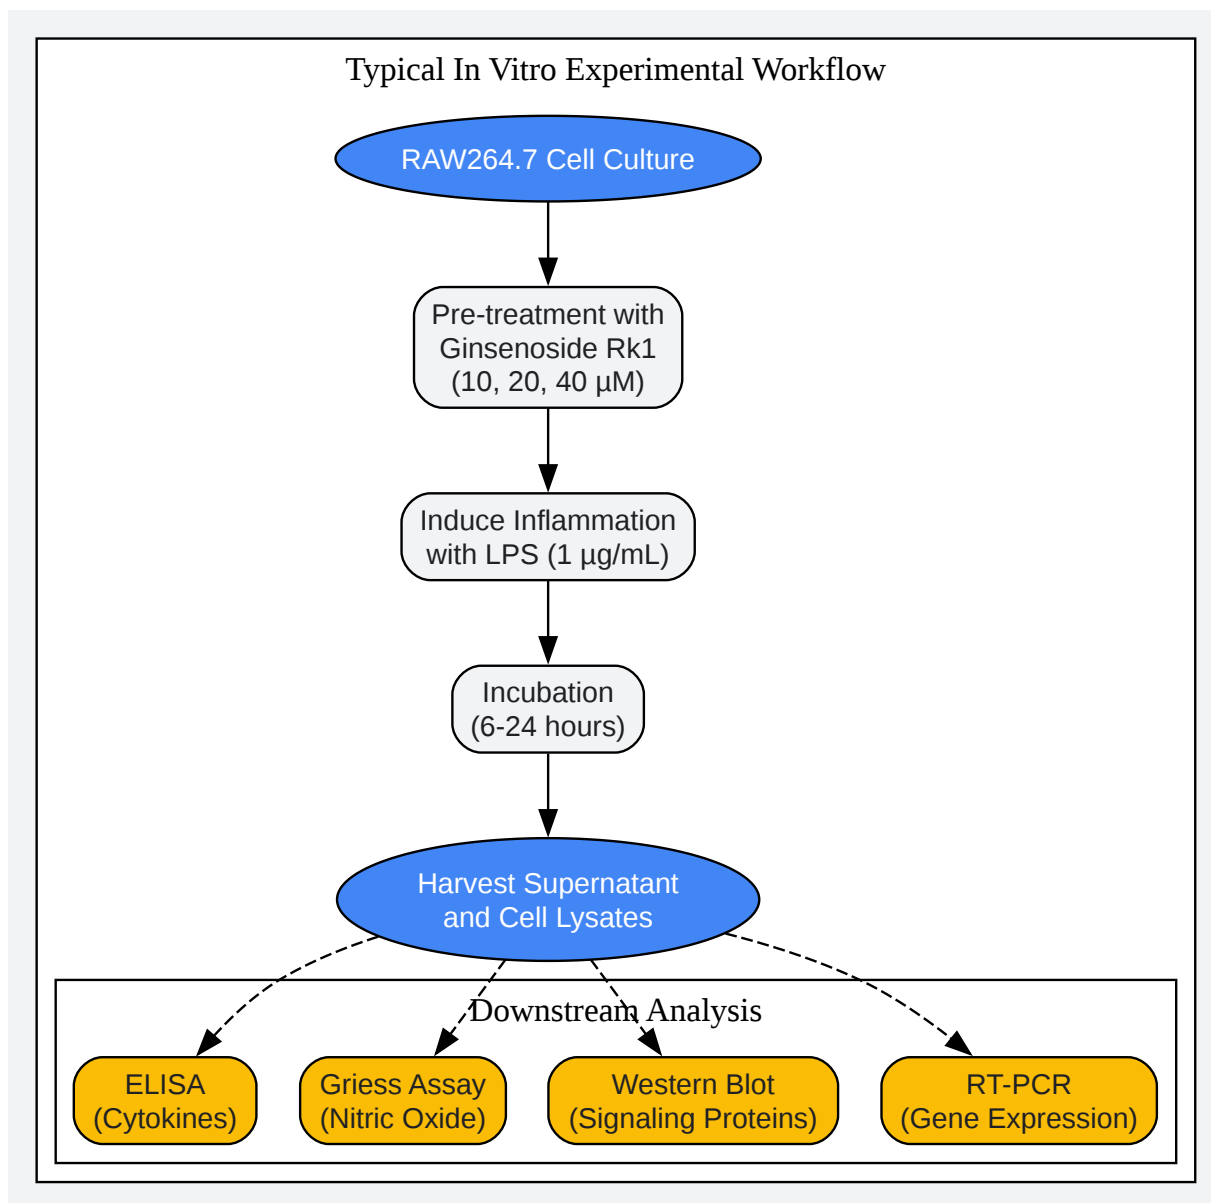 Typical In Vitro Experimental Workflow
RAW264.7 Cell Culture
Pre-treatment with
Ginsenoside Rk1
(10, 20, 40 µM)
Induce Inflammation
with LPS (1 µg/mL)
Incubation
(6-24 hours)
Harvest Supernatant
and Cell Lysates
Downstream Analysis
ELISA
(Cytokines)
Griess Assay
(Nitric Oxide)
Western Blot
(Signaling Proteins)
RT-PCR
(Gene Expression)